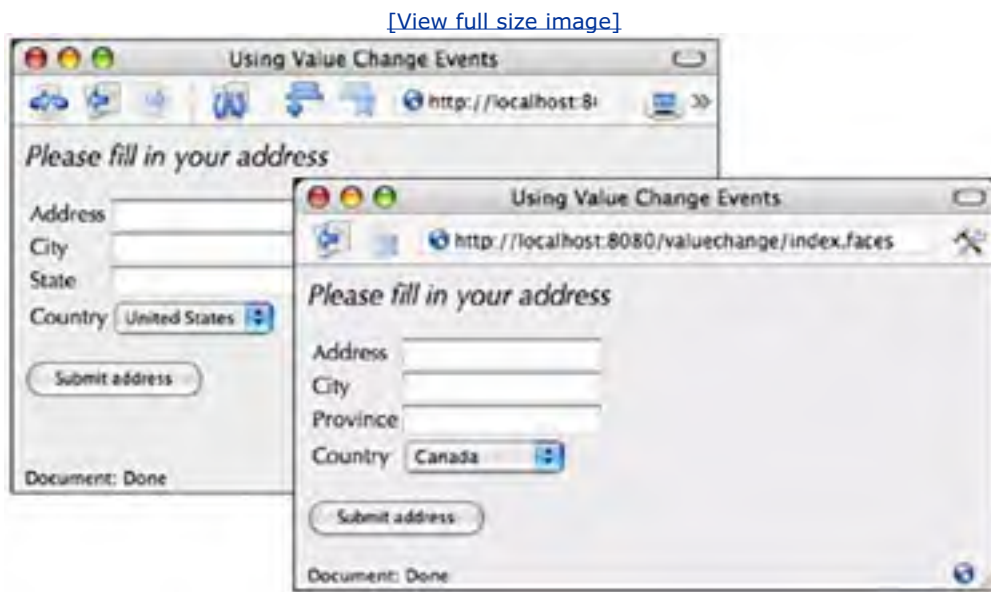 [View full size image]
Using Value Change Events
http://localhost:8
Please fill in your address
Address
City
State
Country United States
Submit address
Document: Done
Using Value Change Events
http://localhost:8080/valuechange/index.faces
Please fill in your address
Address
City
Province
Country Canada
Submit address
Document: Done